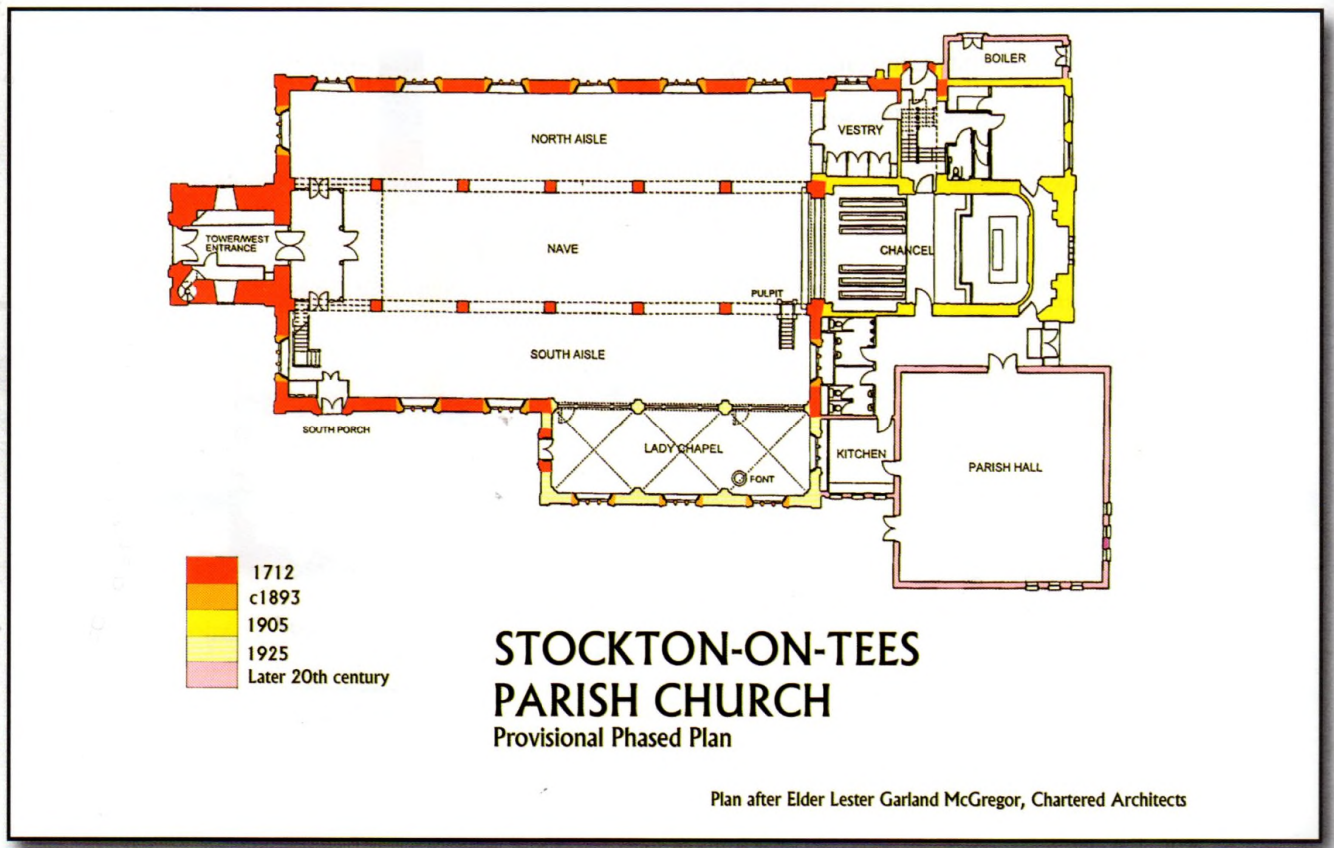 BOILER
NORTH AISLE
VESTRY
TOWER/WEST
ENTRANCE
NAVE
CHANCEL
PULPIT
SOUTH AISLE
SOUTH PORCH
LADY CHAPEL
FONT
KITCHEN
PARISH HALL
1712
c1893
1905
1925
Later 20th century
STOCKTON-ON-TEES
PARISH CHURCH
Provisional Phased Plan
Plan after Elder Lester Garland McGregor, Chartered Architects